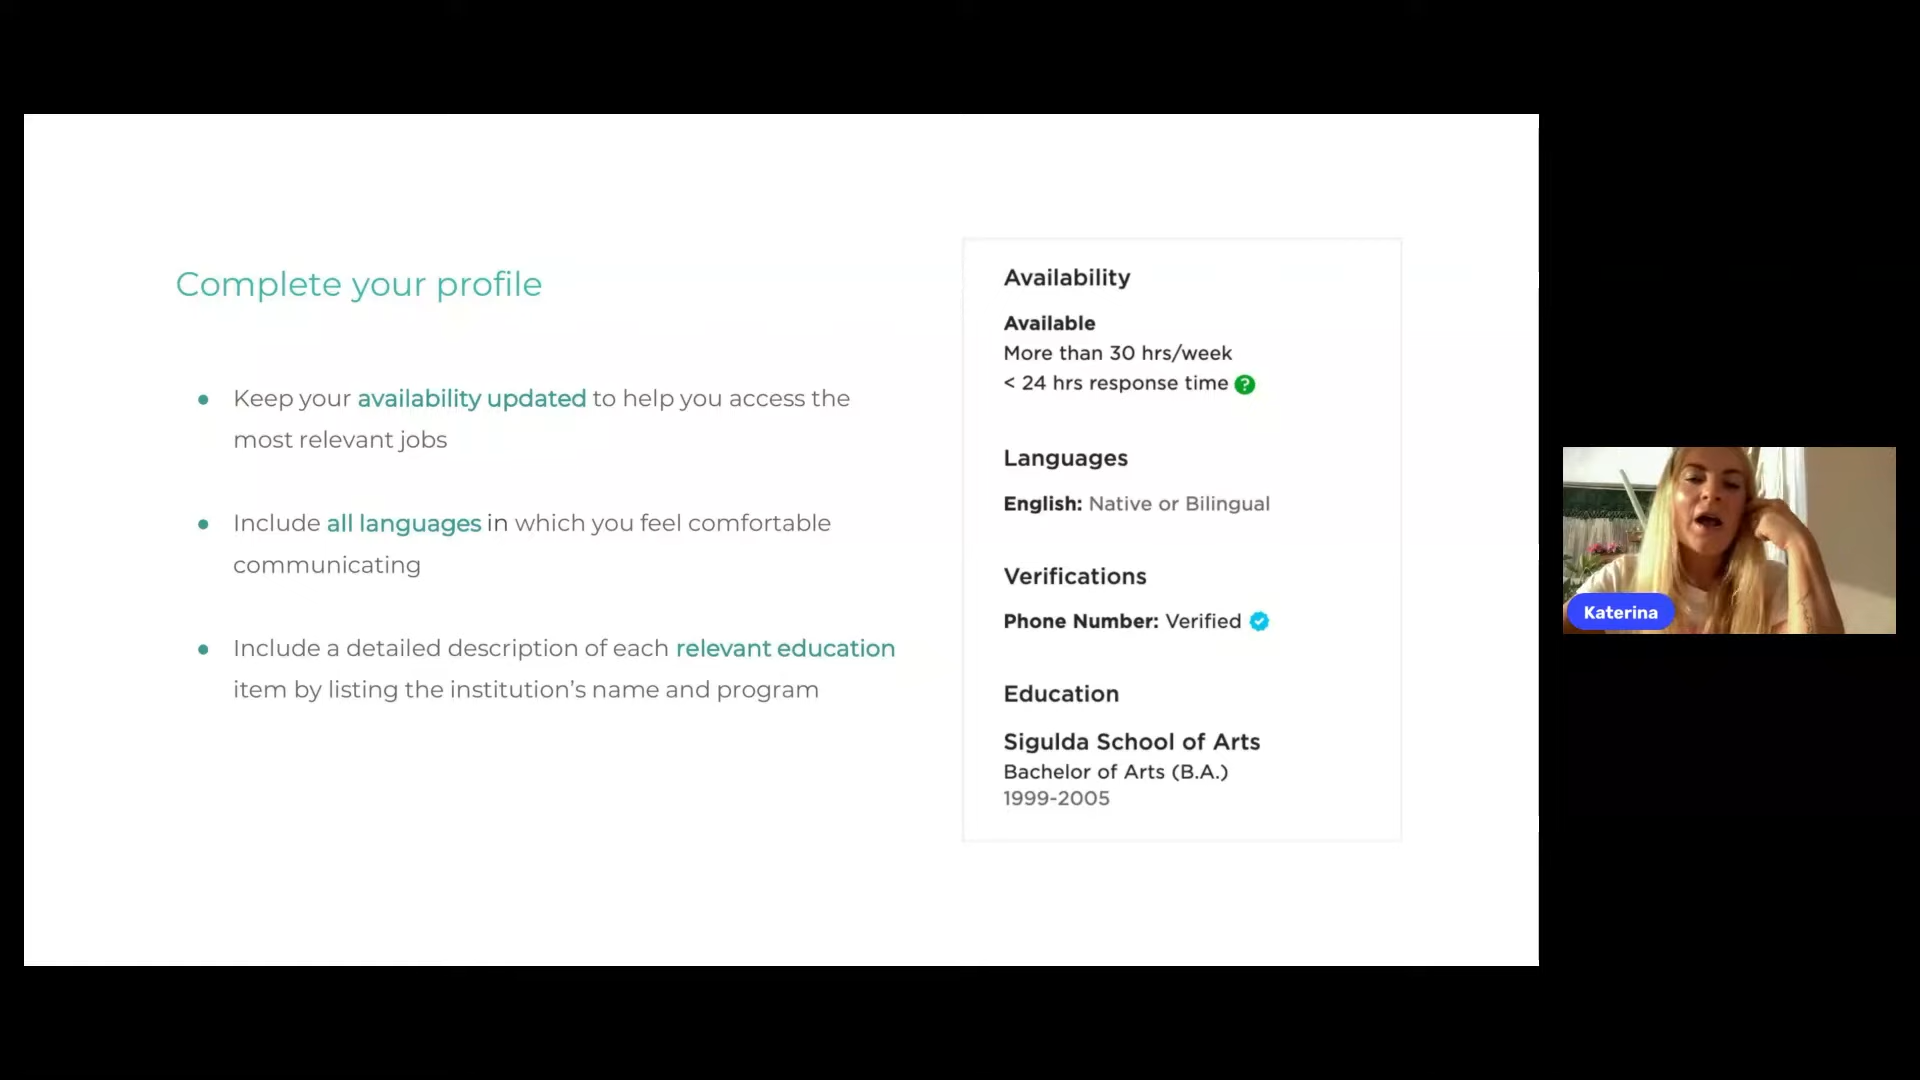 Complete your profile
Keep your availability updated to help you access the
most relevant jobs
Include all languages in which you feel comfortable
communicating
Include a detailed description of each relevant education
item by listing the institution’s name and program
Availability
Available
More than 30 hrs/week
< 24 hrs response time ?
Languages
English: Native or Bilingual
Verifications
Phone Number: Verified
Education
Sigulda School of Arts
Bachelor of Arts (B.A.)
1999-2005
Katerina